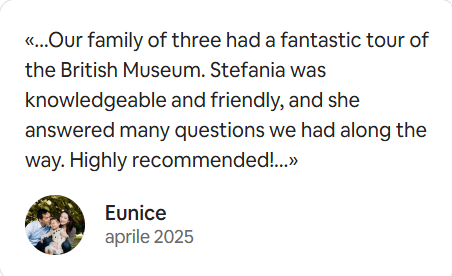 «...Our family of three had a fantastic tour of
the British Museum. Stefania was
knowledgeable and friendly, and she
answered many questions we had along the
way. Highly recommended!...»
Eunice
aprile 2025